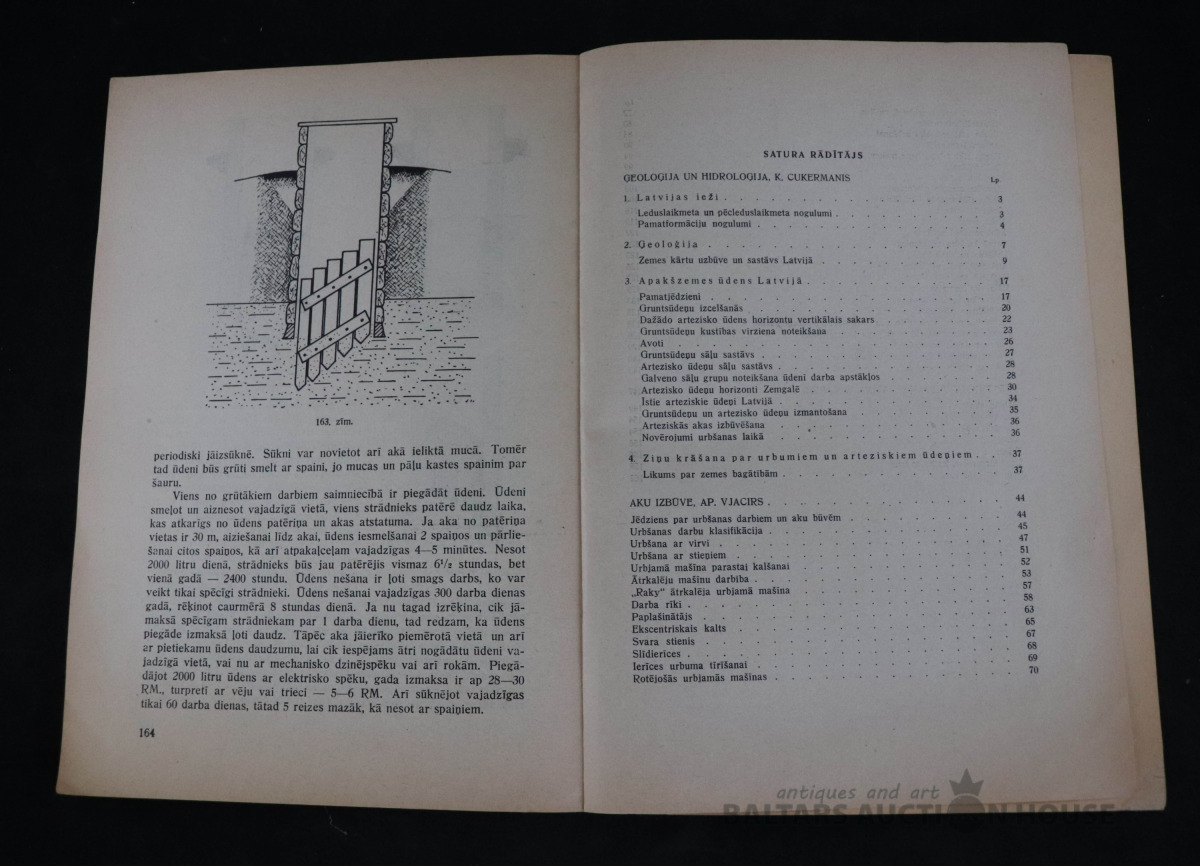 163. zīm.
periodiski jāizsūknē. Sūkni var novietot arī akā ieliktā mucā. Tomēr
tad ūdeni būs grūti smelt ar spaini, jo mucas un pāļu kastes spainim par
šauru.
Viens no grūtākiem darbiem saimniecībā ir piegādāt ūdeni. Ūdeni
smeļot un aiznesot vajadzīgā vietā, viens strādnieks patērē daudz laika,
kas atkarīgs no ūdens patēriņa un akas atstatuma. Ja aka no patēriņa
vietas ir 30 m, aiziešanai līdz akai, ūdens iesmelšanai 2 spaiņos un pārlie-
šanai citos spaiņos, kā arī atpakaļceļam vajadzīgas 4—5 minūtes. Nesot
2000 litru dienā, strādnieks būs jau patērējis vismaz 6¹/₂ stundas, bet
vienā gadā — 2400 stundu. Ūdens nešana ir ļoti smags darbs, ko var
veikt tikai spēcīgi strādnieki. Ūdens nešanai vajadzīgas 300 darba dienas
gadā, rēķinot caurmērā 8 stundas dienā. Ja nu tagad izrēķina, cik jā-
maksā spēcīgam strādniekam par 1 darba dienu, tad redzam, ka ūdens
piegāde izmaksā ļoti daudz. Tāpēc aka jāierīko piemērotā vietā un arī
ar pietiekamu ūdens daudzumu, lai cik iespējams ātri nogādātu ūdeni va-
jadzīgā vietā, vai nu ar mechanisko dzinējspēku vai arī rokām. Piegā-
dājot 2000 litru ūdens ar elektrisko spēku, gada izmaksa ir ap 28—30
RM., turpretī ar vēju vai trieci — 5—6 RM. Arī sūknējot vajadzīgas
tikai 60 darba dienas, tātad 5 reizes mazāk, kā nesot ar spaiņiem.
164
SATURA RĀDĪTĀJS
ĢEOLOĢIJA UN HIDROLOĢIJA, K. CUKERMANIS Lp.
1. Latvijas ieži . . . . . . . . . . 3
Leduslaikmeta un pēcleduslaikmeta nogulumi . . . . . . . . . . 3
Pamatformāciju nogulumi . . . . . . . . . . 4
2. Ģeoloģija . . . . . . . . . . 7
Zemes kārtu uzbūve un sastāvs Latvijā . . . . . . . . . . 9
3. Apakšzemes ūdens Latvijā . . . . . . . . . . 17
Pamatjēdzieni . . . . . . . . . . 17
Gruntsūdeņu izcelšanās . . . . . . . . . . 20
Dažādo artezisko ūdens horizontu vertikālais sakars . . . . . . . . . . 22
Gruntsūdeņu kustības virziena noteikšana . . . . . . . . . . 23
Avoti . . . . . . . . . . 26
Gruntsūdeņu sāļu sastāvs . . . . . . . . . . 27
Artezisko ūdeņu sāļu sastāvs . . . . . . . . . . 28
Galveno sāļu grupu noteikšana ūdenī darba apstākļos . . . . . . . . . . 28
Artezisko ūdeņu horizonti Zemgalē . . . . . . . . . . 30
Īstie arteziskie ūdeņi Latvijā . . . . . . . . . . 34
Gruntsūdeņu un artezisko ūdeņu izmantošana . . . . . . . . . . 35
Arteziskās akas izbūvēšana . . . . . . . . . . 36
Novērojumi urbšanas laikā . . . . . . . . . . 36
4. Ziņu krāšana par urbumiem un arteziskiem ūdeņiem . . 37
Likums par zemes bagātībām . . . . . . . . . . 37
AKU IZBŪVE, AP. VJACIRS . . . . . . . . . . 44
Jēdziens par urbšanas darbiem un aku būvēm . . . . . . . . . . 44
Urbšanas darbu klasifikācija . . . . . . . . . . 45
Urbšana ar virvi . . . . . . . . . . 47
Urbšana ar stieņiem . . . . . . . . . . 51
Urbjamā mašīna parastai kalšanai . . . . . . . . . . 52
Ātrkalēju mašīnu darbība . . . . . . . . . . 53
„Raky" ātrkalēja urbjamā mašīna . . . . . . . . . . 57
Darba rīki . . . . . . . . . . 58
Paplašinātājs . . . . . . . . . . 63
Ekscentriskais kalts . . . . . . . . . . 65
Svara stienis . . . . . . . . . . 67
Slīdierīces . . . . . . . . . . 68
Ierīces urbuma tīrīšanai . . . . . . . . . . 69
Rotējošās urbjamās mašīnas . . . . . . . . . . 70
antiques and art
BALTARS AUCTION HOUSE